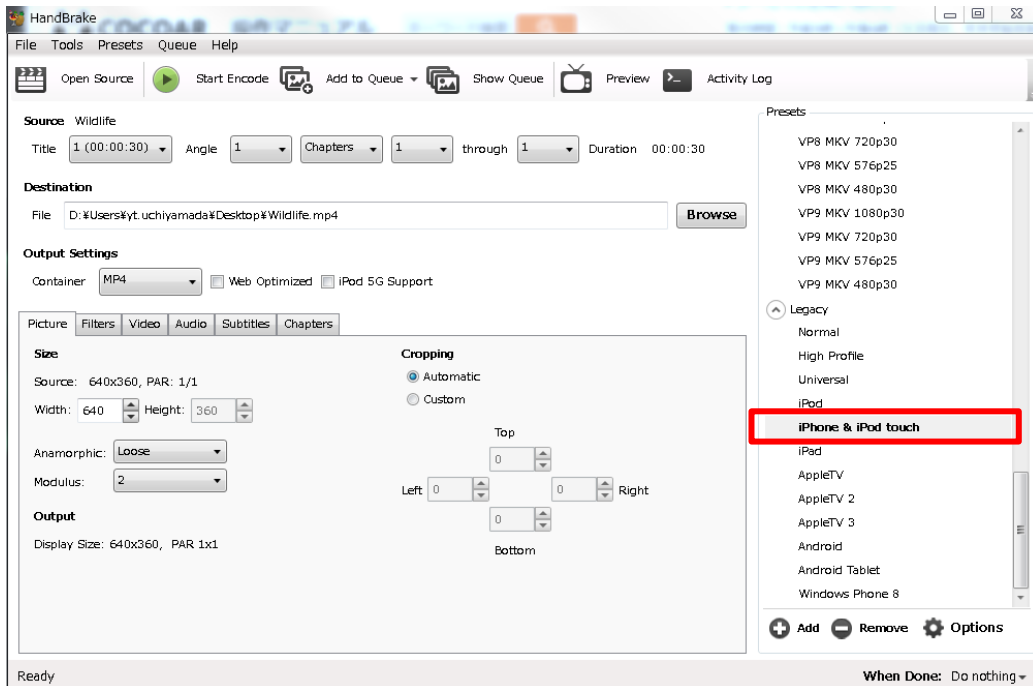 HandBrake
File Tools Presets Queue Help
Open Source Start Encode Add to Queue Show Queue Preview Activity Log
Source Wildlife
Title 1 (00:00:30) Angle 1 Chapters 1 through 1 Duration 00:00:30
Destination
File D:¥Users¥yt.uchiyamada¥Desktop¥Wildlife.mp4 Browse
Output Settings
Container MP4 Web Optimized iPod 5G Support
Picture Filters Video Audio Subtitles Chapters
Size
Source: 640x360, PAR: 1/1
Width: 640 Height: 360
Anamorphic: Loose
Modulus: 2
Output
Display Size: 640x360, PAR 1x1
Cropping
Automatic
Custom
Top
0
Left 0 0 Right
0
Bottom
Presets
VP8 MKV 720p30
VP8 MKV 576p25
VP8 MKV 480p30
VP9 MKV 1080p30
VP9 MKV 720p30
VP9 MKV 576p25
VP9 MKV 480p30
Legacy
Normal
High Profile
Universal
iPod
iPhone & iPod touch
iPad
AppleTV
AppleTV 2
AppleTV 3
Android
Android Tablet
Windows Phone 8
Add Remove Options
Ready When Done: Do nothing